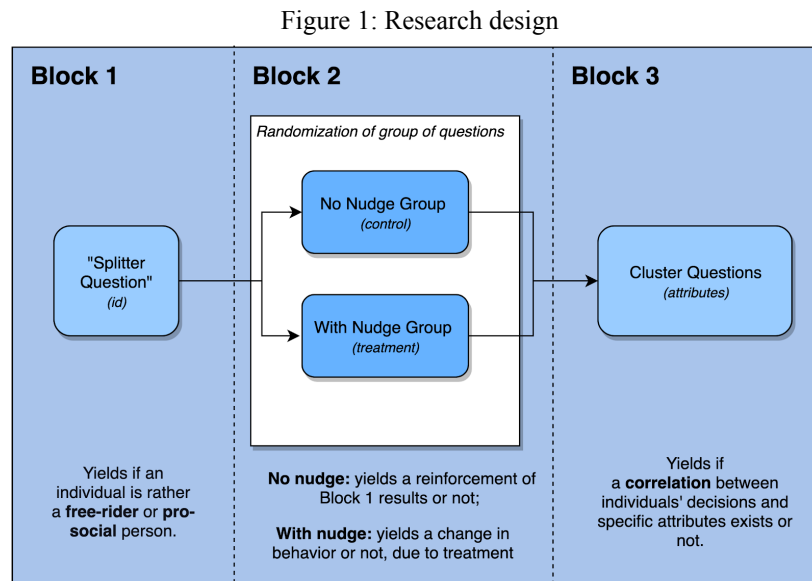 Figure 1: Research design
Block 1
Block 2
Block 3
Randomization of group of questions
"Splitter
Question"
(id)
No Nudge Group
(control)
With Nudge Group
(treatment)
Cluster Questions
(attributes)
Yields if an
individual is rather
a free-rider or pro-
social person.
No nudge: yields a reinforcement of
Block 1 results or not;
With nudge: yields a change in
behavior or not, due to treatment
Yields if
a correlation between
individuals' decisions and
specific attributes exists or
not.